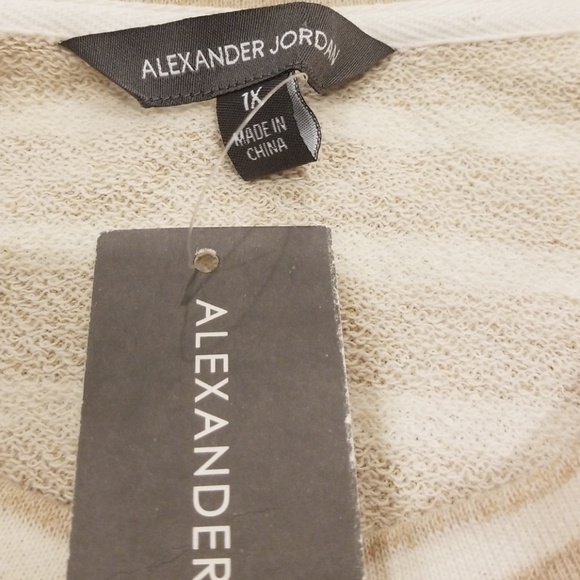 ALEXANDER JORDAN
1X
MADE IN
CHINA
ALEXANDER